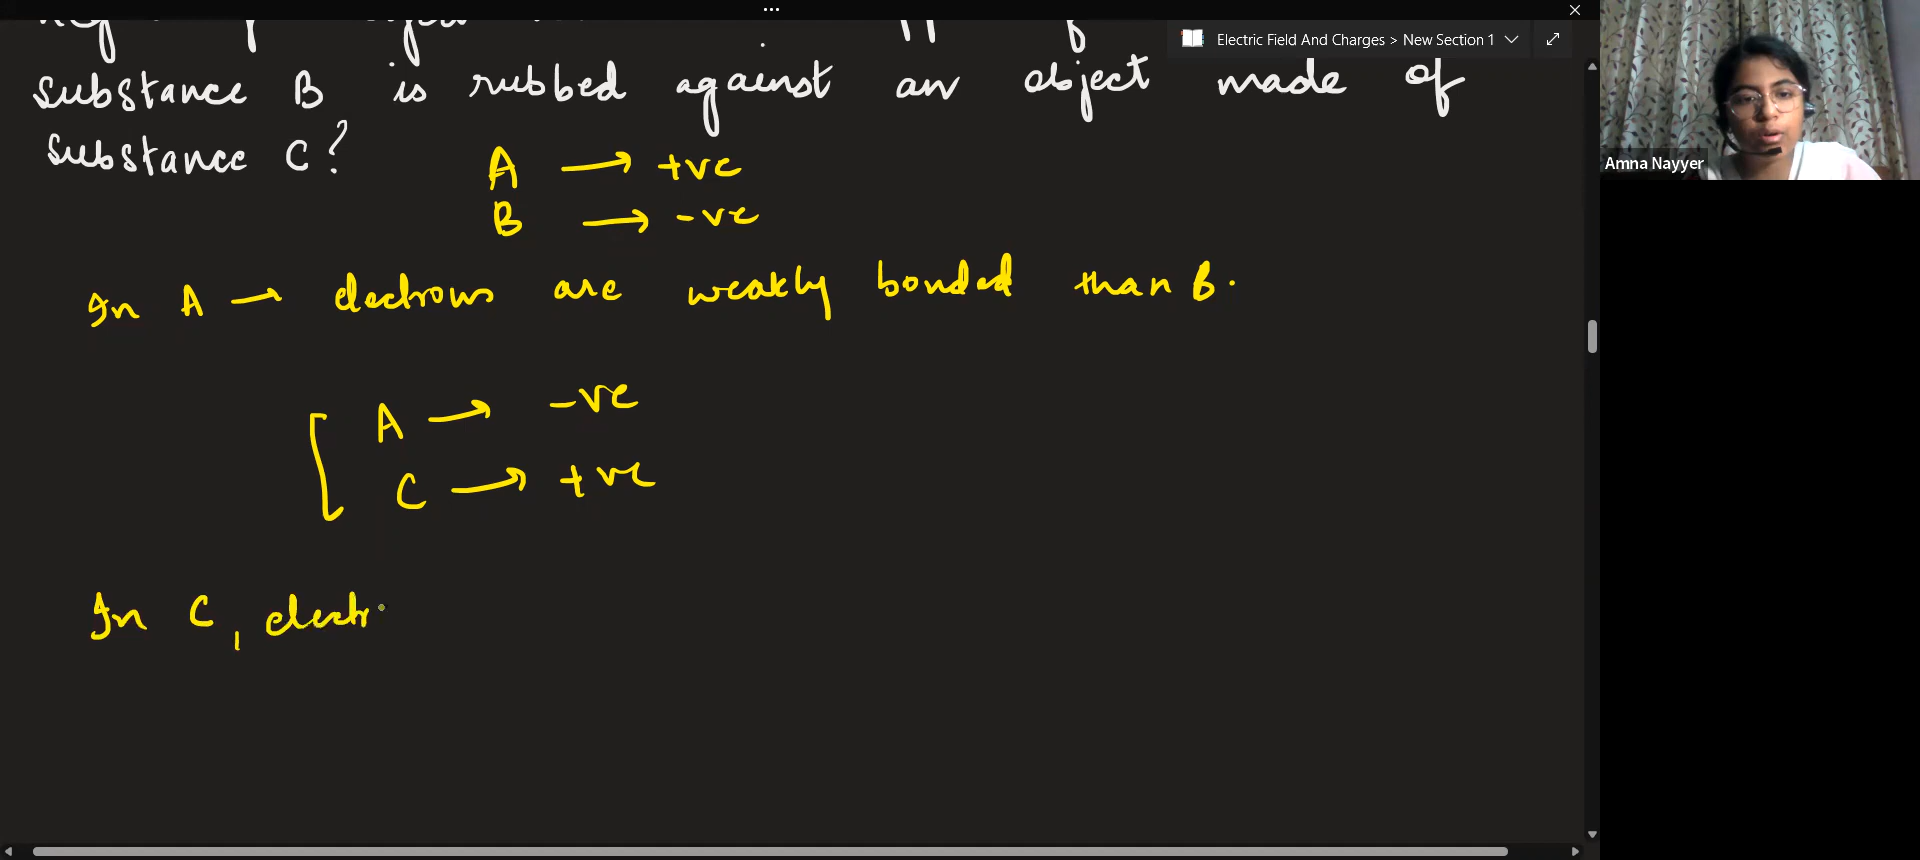 Electric Field And Charges > New Section 1
substance B is rubbed against an object made of
substance C?
A → +ve
B → -ve
In A → electrons are weakly bonded than B.
A → -ve
C → +ve
In C, electr
Amna Nayyer